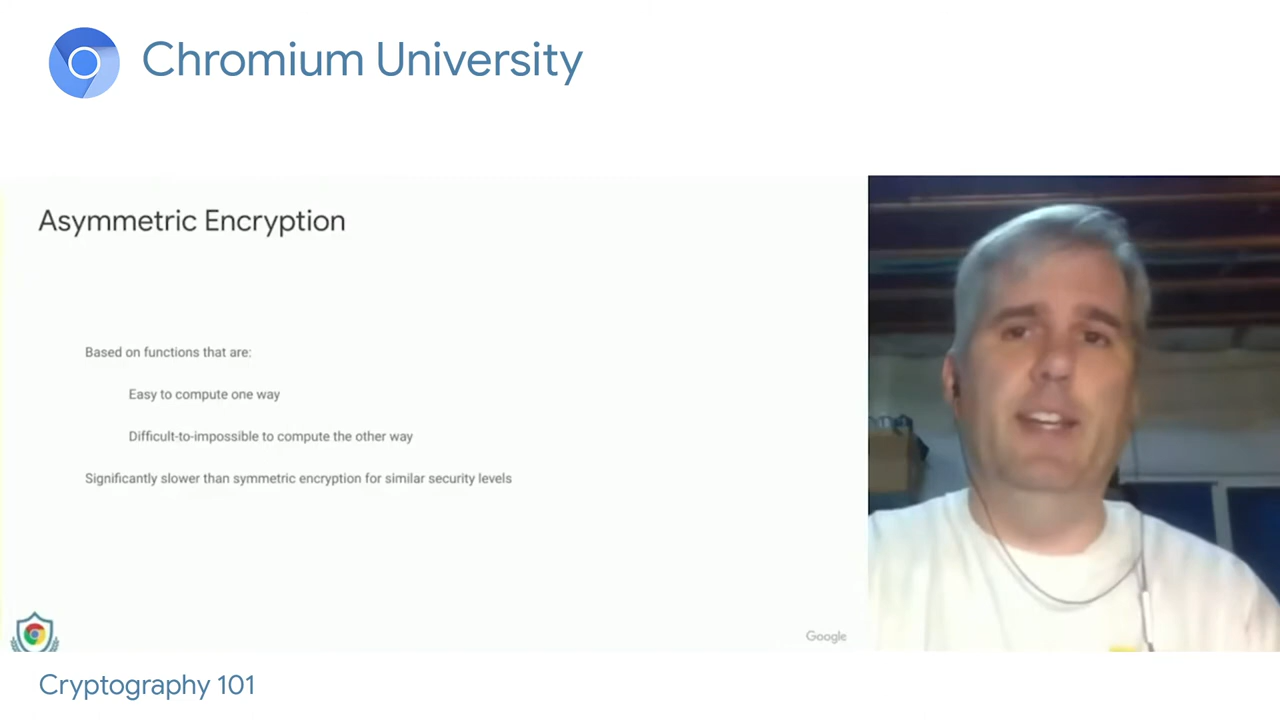 Chromium University
Asymmetric Encryption
Based on functions that are:
Easy to compute one way
Difficult-to-impossible to compute the other way
Significantly slower than symmetric encryption for similar security levels
Google
Cryptography 101